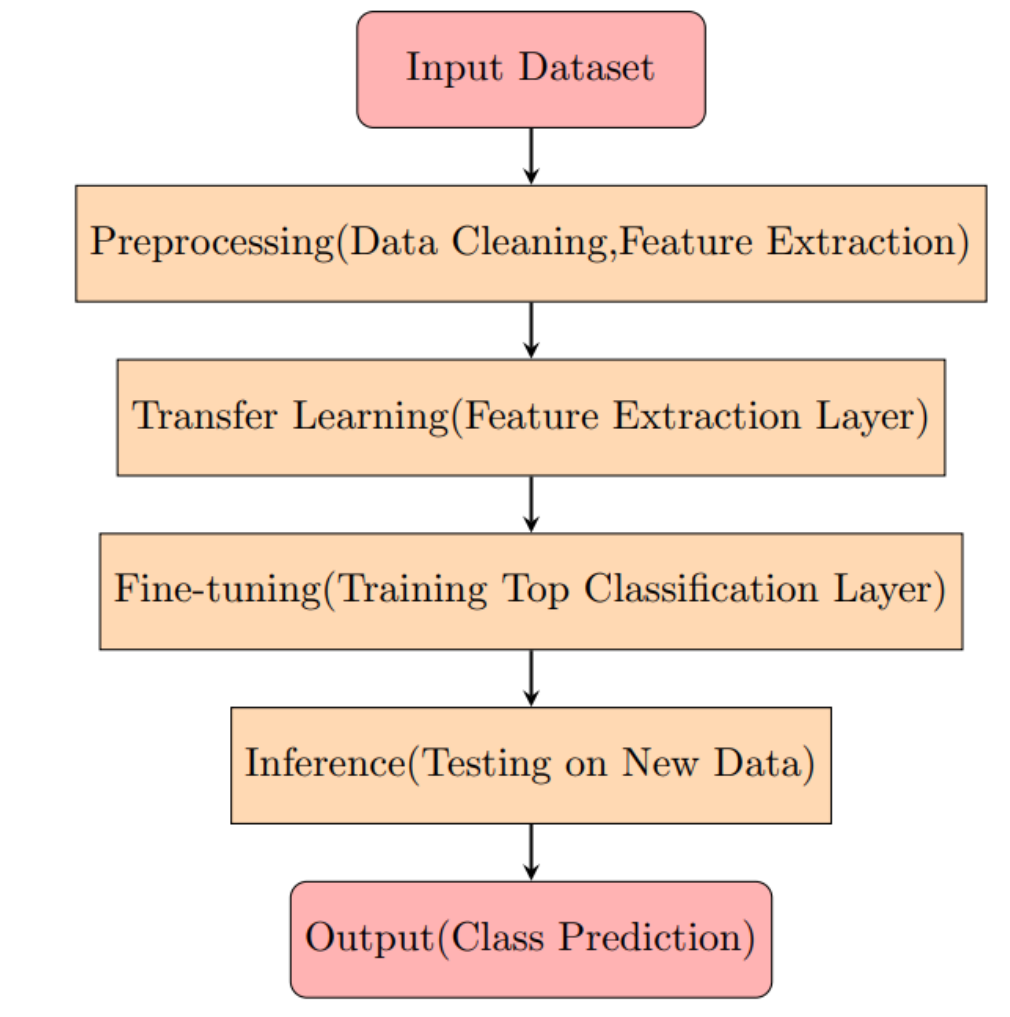 Input Dataset
Preprocessing(Data Cleaning,Feature Extraction)
Transfer Learning(Feature Extraction Layer)
Fine-tuning(Training Top Classification Layer)
Inference(Testing on New Data)
Output(Class Prediction)